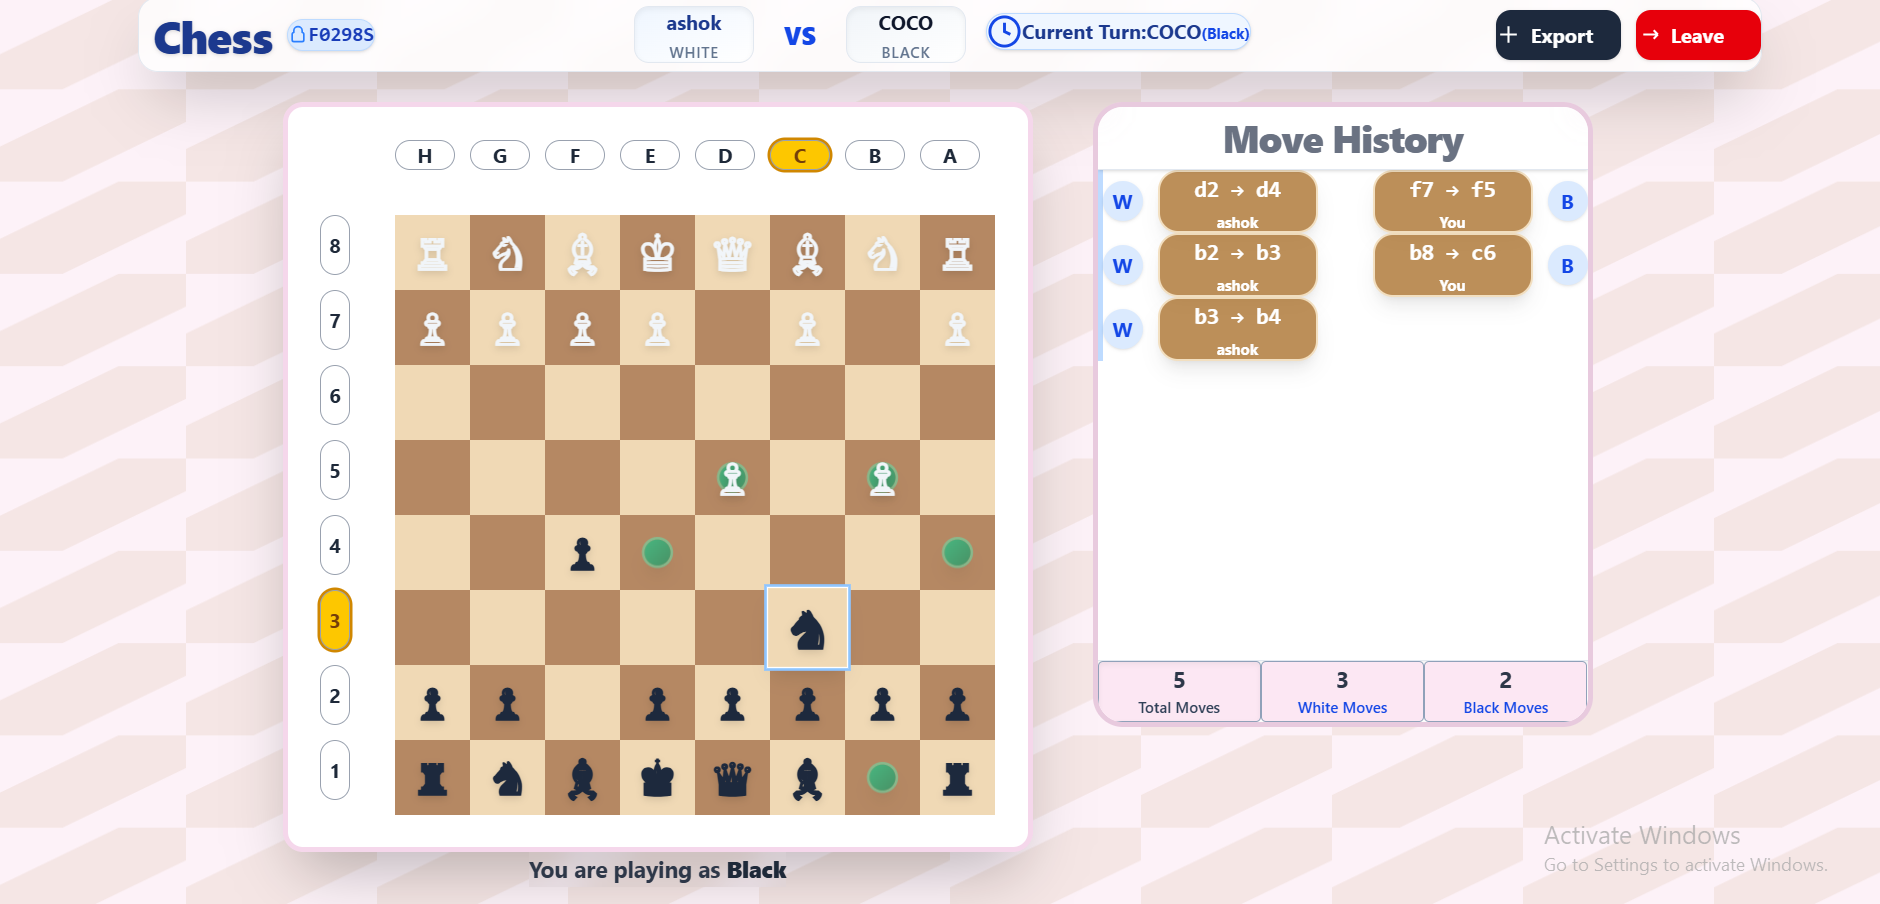 Chess
F0298S
ashok
WHITE
VS
COCO
BLACK
Current Turn:COCO(Black)
+ Export
→ Leave
H G F E D C B A
8
7
6
5
4
3
2
1
You are playing as Black
Move History
W d2 → d4 f7 → f5 B
ashok You
W b2 → b3 b8 → c6 B
ashok You
W b3 → b4
ashok
5 3 2
Total Moves White Moves Black Moves
Activate Windows
Go to Settings to activate Windows.